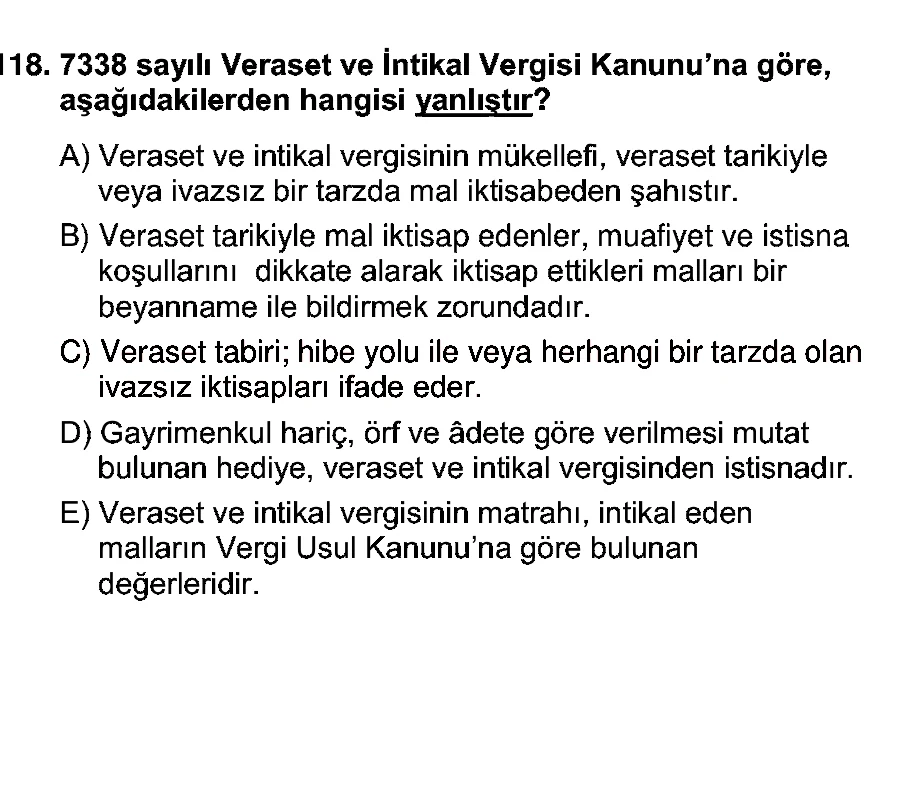 118. 7338 sayılı Veraset ve İntikal Vergisi Kanunu’na göre,
aşağıdakilerden hangisi yanlıştır?
A) Veraset ve intikal vergisinin mükellefi, veraset tarikiyle
veya ivazsız bir tarzda mal iktisabeden şahıstır.
B) Veraset tarikiyle mal iktisap edenler, muafiyet ve istisna
koşullarını dikkate alarak iktisap ettikleri malları bir
beyanname ile bildirmek zorundadır.
C) Veraset tabiri; hibe yolu ile veya herhangi bir tarzda olan
ivazsız iktisapları ifade eder.
D) Gayrimenkul hariç, örf ve âdete göre verilmesi mutat
bulunan hediye, veraset ve intikal vergisinden istisnadır.
E) Veraset ve intikal vergisinin matrahı, intikal eden
malların Vergi Usul Kanunu’na göre bulunan
değerleridir.